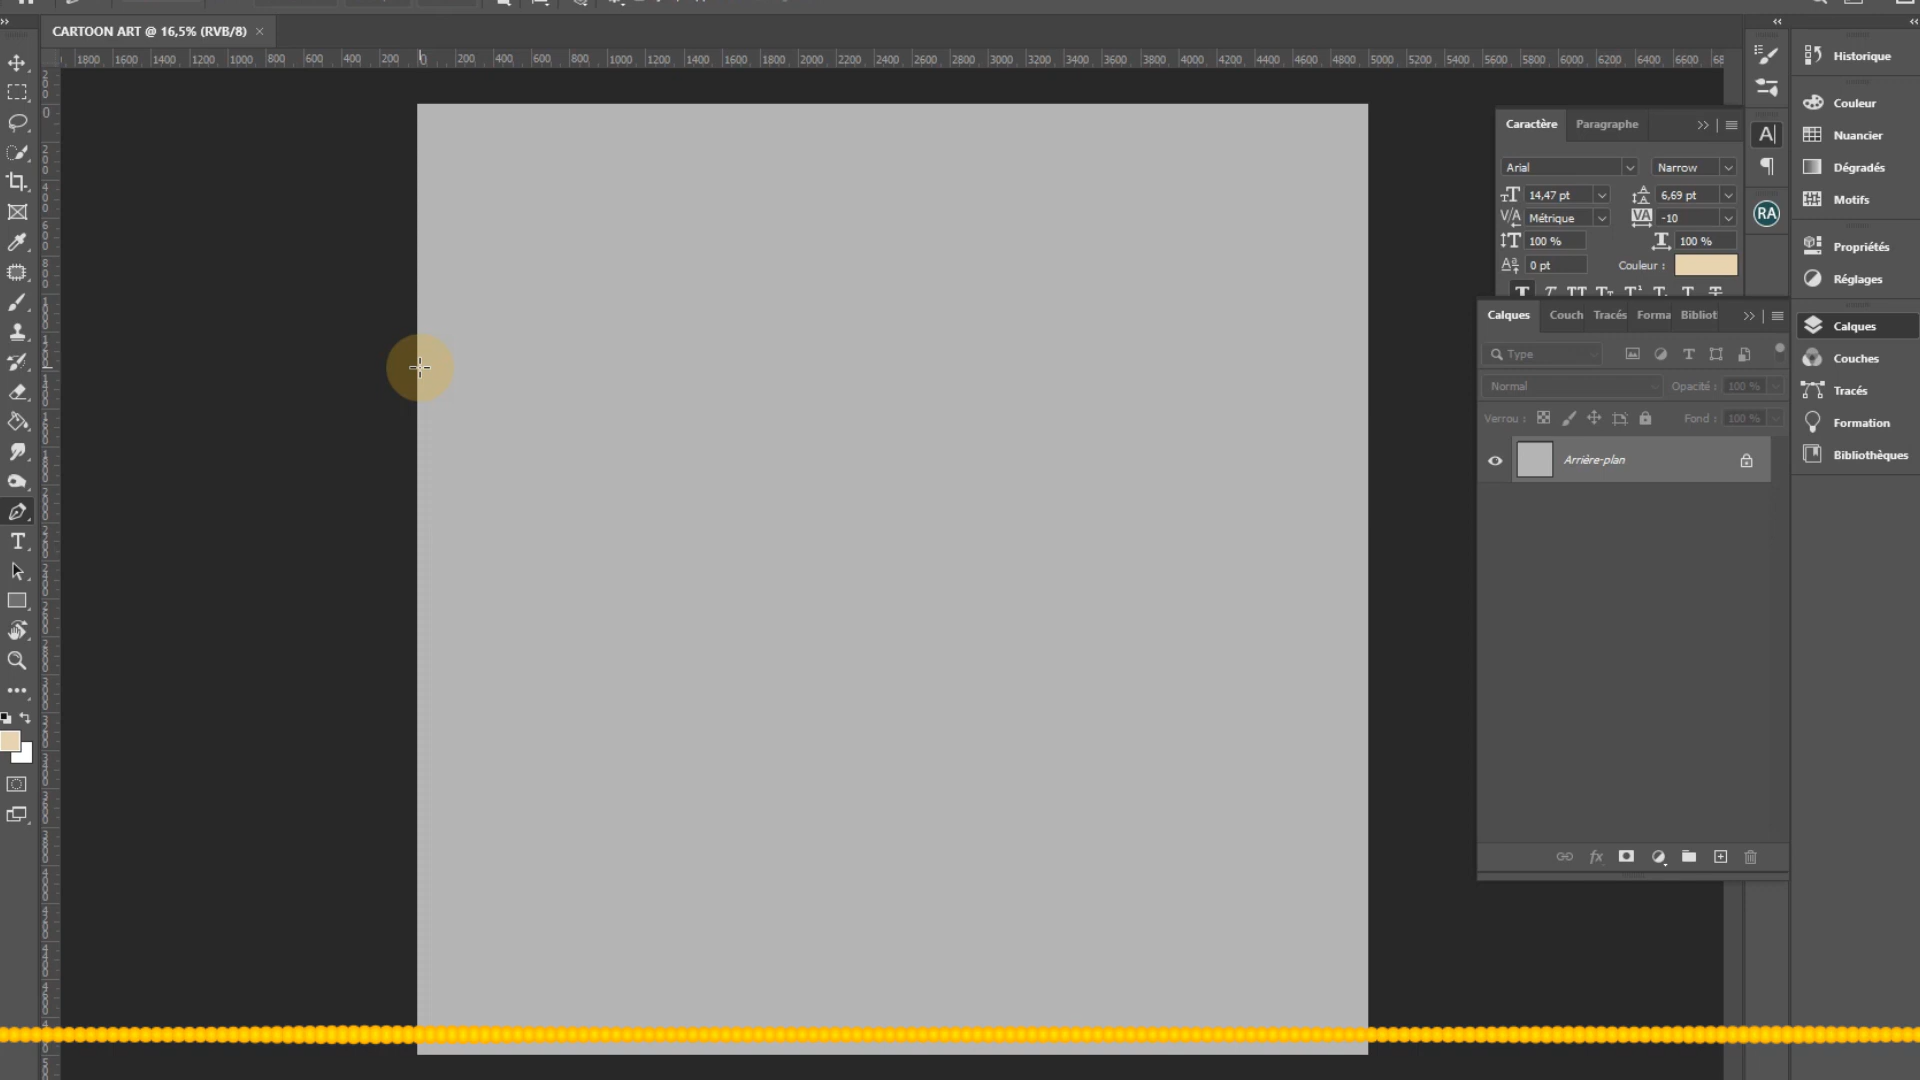 CARTOON ART @ 16,5% (RVB/8) ×
1800 1600 1400 1200 1000 800 600 400 200 0 200 400 600 800 1000 1200 1400 1600 1800 2000 2200 2400 2600 2800 3000 3200 3400 3600 3800 4000 4200 4400 4600 4800 5000 5200 5400 5600 5800 6000 6200 6400 6600 68
Historique
Couleur
Nuancier
Dégradés
Motifs
Propriétés
Réglages
Calques
Couches
Tracés
Formation
Bibliothèques
Caractère Paragraphe
Arial Narrow
14,47 pt 6,69 pt
Métrique -10
100 % 100 %
0 pt Couleur :
RA
Calques Couch Tracés Forma Bibliot
Type
Normal Opacité : 100 %
Verrou : Fond : 100 %
Arrière-plan
fx